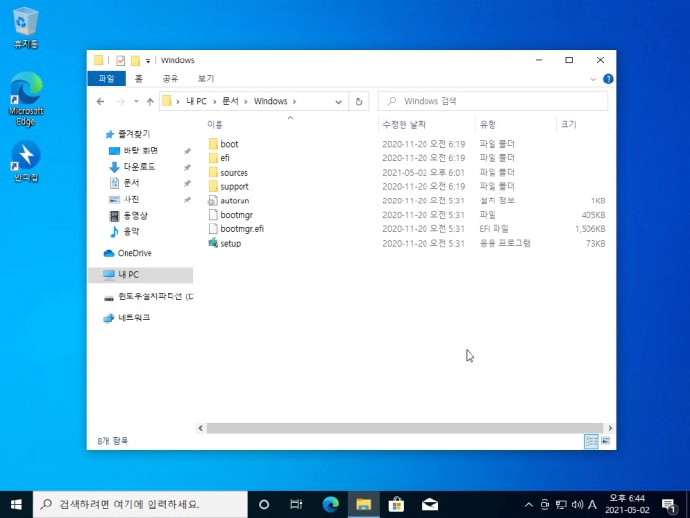 휴지통
Microsoft
Edge
반디집
Windows
파일 홈 공유 보기
내 PC > 문서 > Windows >
Windows 검색
이름 수정한 날짜 유형 크기
boot 2020-11-20 오전 6:19 파일 폴더
efi 2020-11-20 오전 6:19 파일 폴더
sources 2021-05-02 오후 6:01 파일 폴더
support 2020-11-20 오전 6:19 파일 폴더
autorun 2020-11-20 오전 5:31 설치 정보 1KB
bootmgr 2020-11-20 오전 5:31 파일 405KB
bootmgr.efi 2020-11-20 오전 5:31 EFI 파일 1,506KB
setup 2020-11-20 오전 5:31 응용 프로그램 73KB
즐겨찾기
바탕 화면
다운로드
문서
사진
동영상
음악
OneDrive
내 PC
윈도우설치파티션 (D
네트워크
8개 항목
검색하려면 여기에 입력하세요.
A
오후 6:44
2021-05-02
1